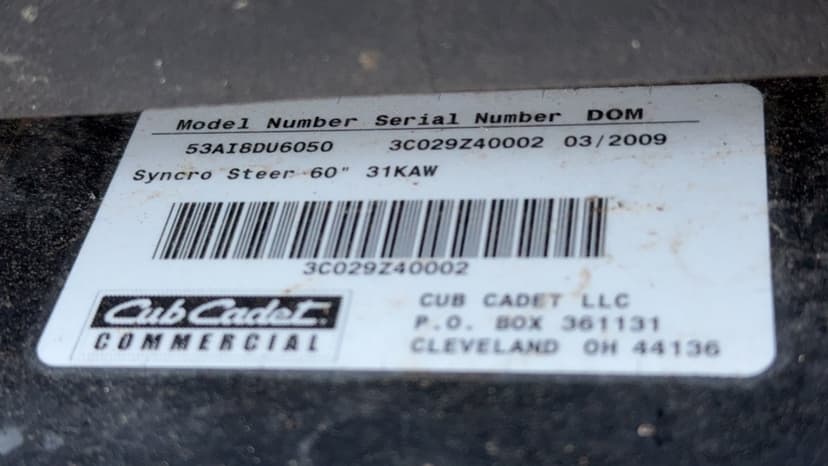 Model Number Serial Number DOM
53AI8DU6050 3C029Z40002 03/2009
Syncro Steer 60" 31KAW
3C029Z40002
Cub Cadet
COMMERCIAL
CUB CADET LLC
P.O. BOX 361131
CLEVELAND OH 44136